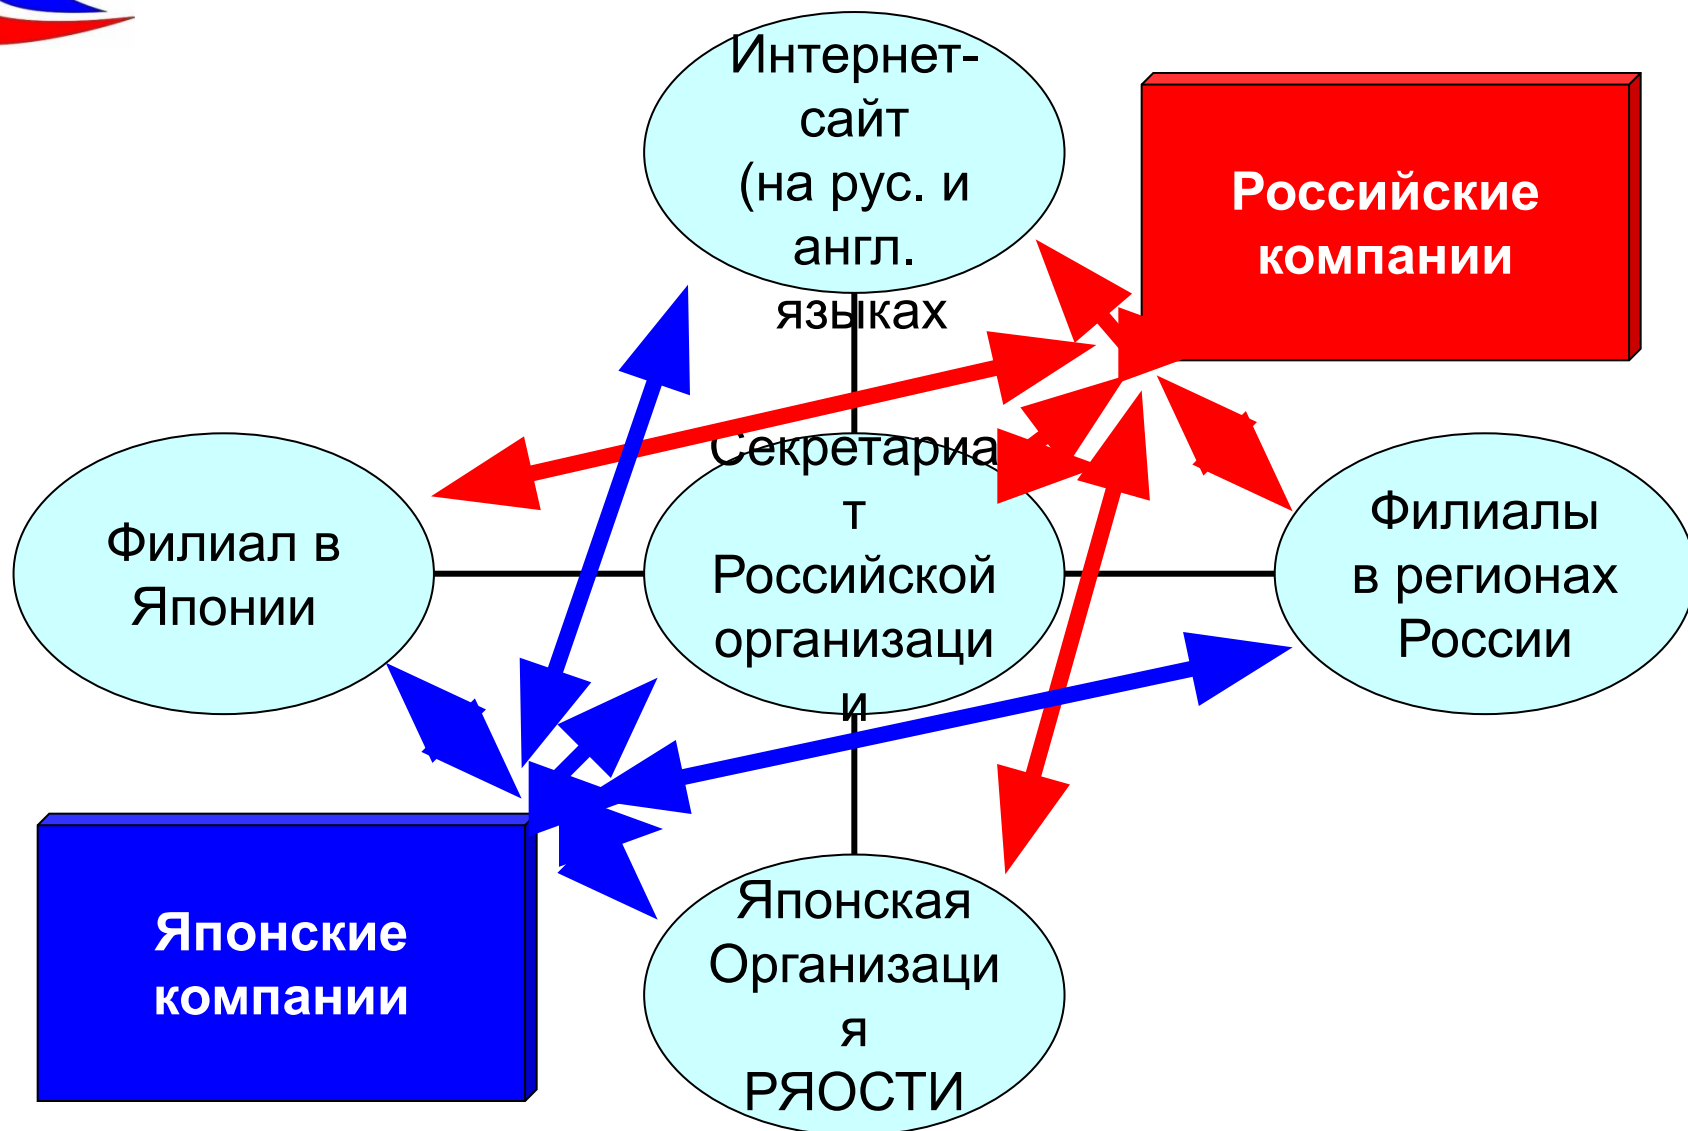 Интернет-
сайт
(на рус. и
англ.
языках
Российские
компании
Филиал в
Японии
Секретариа
т
Российской
организаци
и
Филиалы
в регионах
России
Японские
компании
Японская
Организаци
я
РЯОСТИ